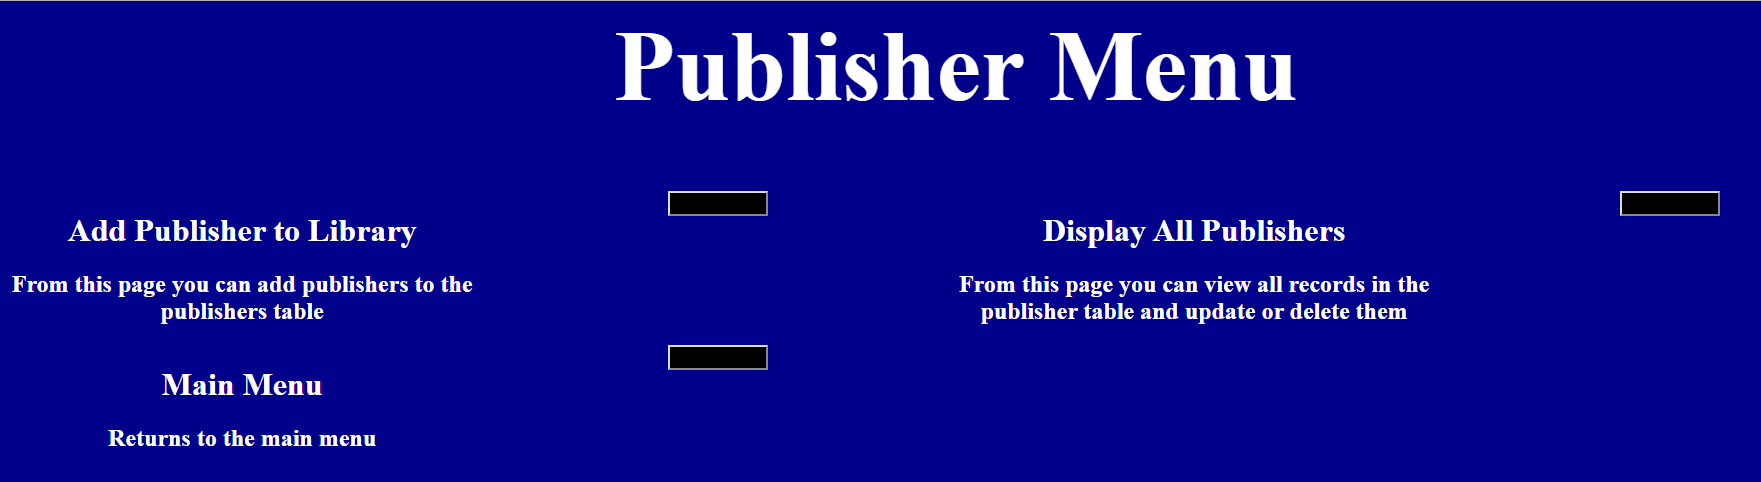 Publisher Menu
Add Publisher to Library
From this page you can add publishers to the
publishers table
Display All Publishers
From this page you can view all records in the
publisher table and update or delete them
Main Menu
Returns to the main menu